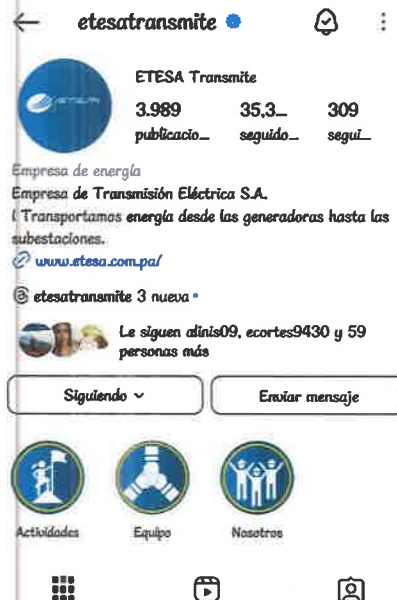 etesatransmite
ETESA
ETESA Transmite
3.989 35,3... 309
publicacio... seguido... segui...
Empresa de energía
Empresa de Transmisión Eléctrica S.A.
Transportamos energía desde las generadoras hasta las
subestaciones.
www.etesa.com.pa/
etesatransmite 3 nueva
Le siguen alinis09, ecortes9430 y 59
personas más
Siguiendo Enviar mensaje
Actividades Equipo Nosotros